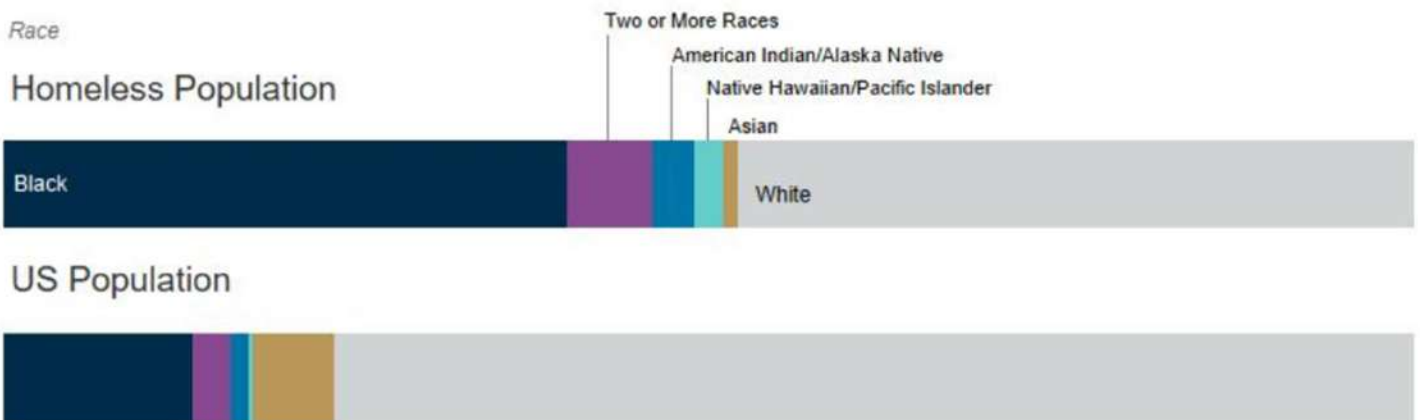 Race
Two or More Races
American Indian/Alaska Native
Homeless Population
Native Hawaiian/Pacific Islander
Asian
Black
White
US Population